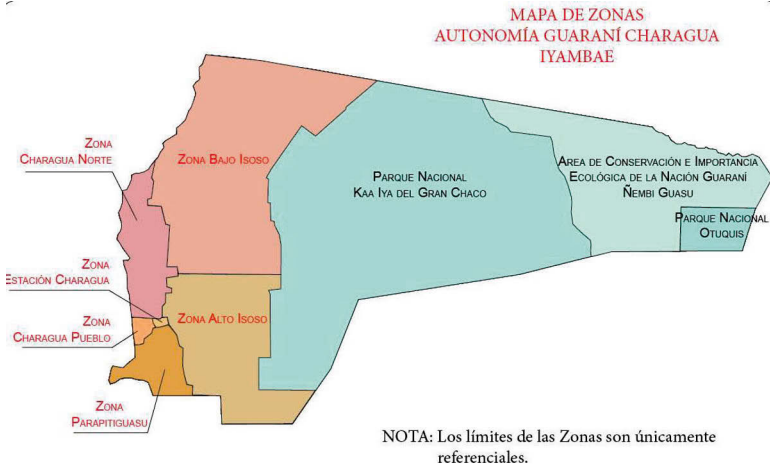 MAPA DE ZONAS
AUTONOMÍA GUARANÍ CHARAGUA
IYAMBAE
ZONA
CHARAGUA NORTE
ZONA BAJO ISOSO
PARQUE NACIONAL
KAA IYA DEL GRAN CHACO
AREA DE CONSERVACIÓN E IMPORTANCIA
ECOLÓGICA DE LA NACIÓN GUARANÍ
ÑEMBI GUASU
PARQUE NACIONAL
OTUQUIS
ZONA
ESTACIÓN CHARAGUA
ZONA
CHARAGUA PUEBLO
ZONA ALTO ISOSO
ZONA
PARAPITIGUASU
NOTA: Los límites de las Zonas son únicamente
referenciales.